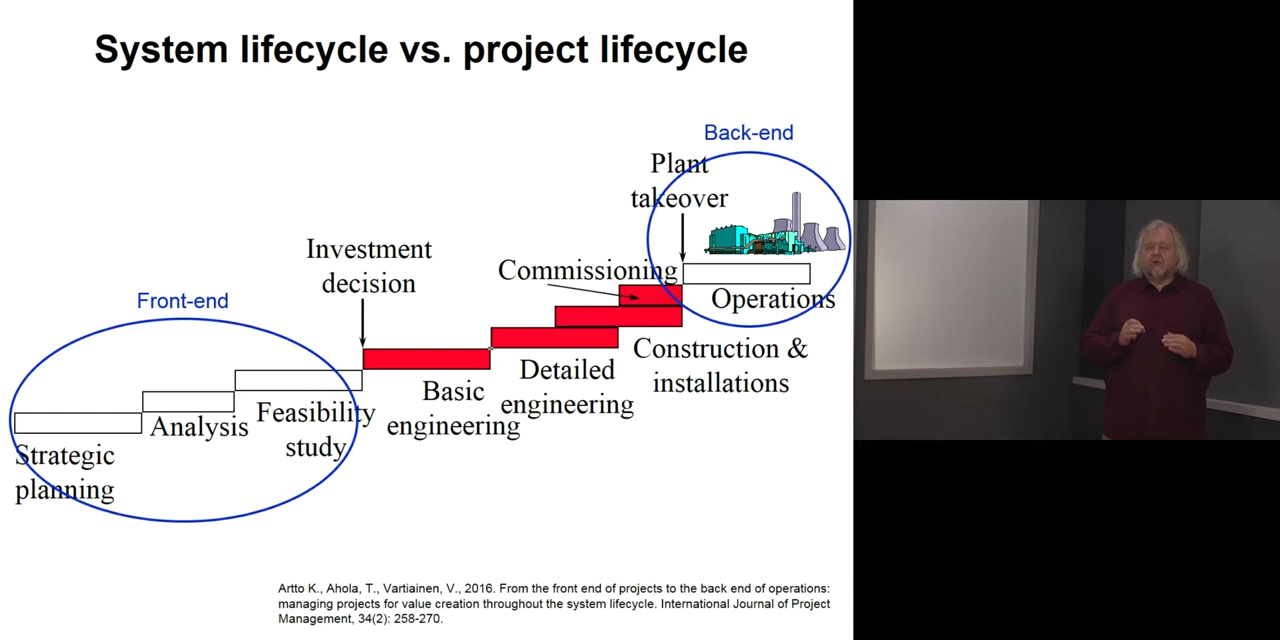 System lifecycle vs. project lifecycle
Back-end
Plant
takeover
Investment
decision
Commissioning
Operations
Front-end
Construction &
installations
Detailed
engineering
Basic
engineering
Feasibility
study
Analysis
Strategic
planning
Artto K., Ahola, T., Vartiainen, V., 2016. From the front end of projects to the back end of operations:
managing projects for value creation throughout the system lifecycle. International Journal of Project
Management, 34(2): 258-270.